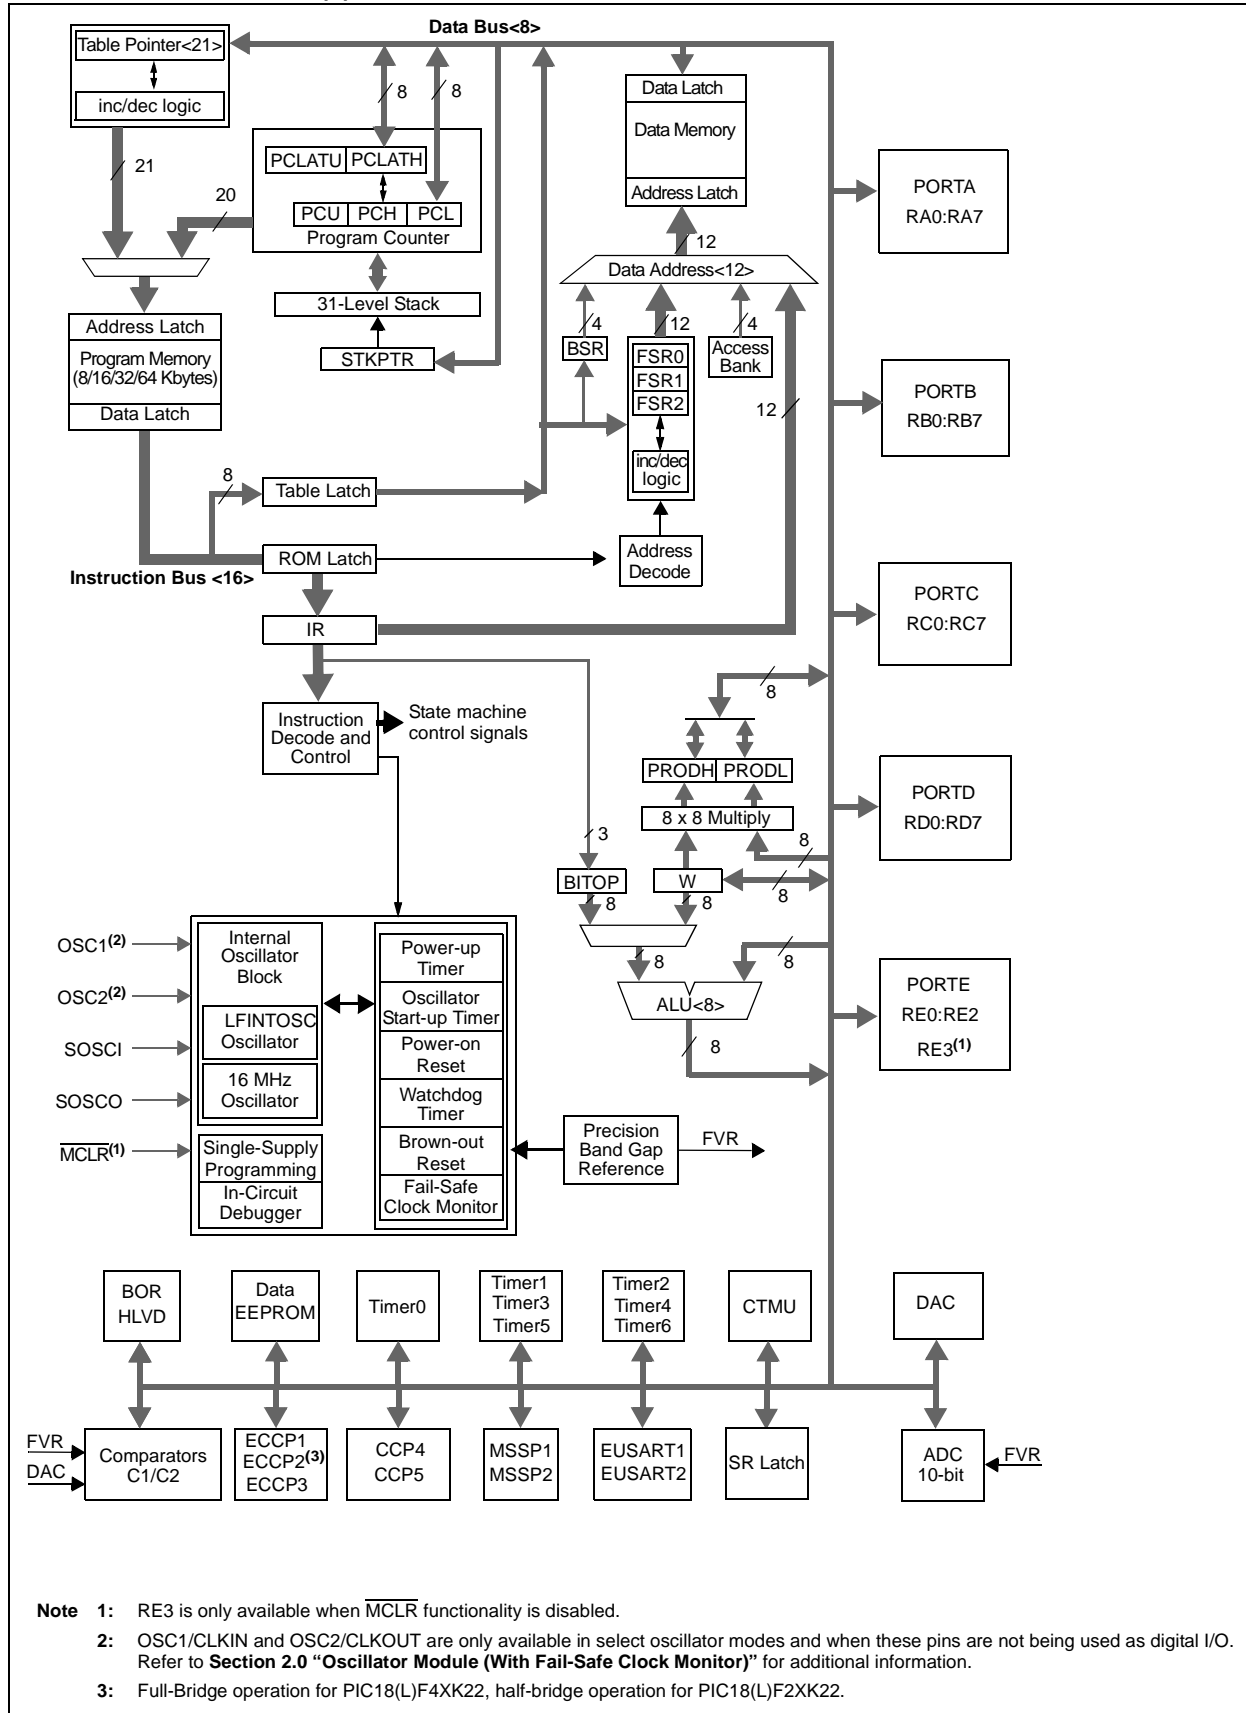 Data Bus<8>
Table Pointer<21>
inc/dec logic
21
20
8
8
PCLATU
PCLATH
PCU
PCH
PCL
Program Counter
31-Level Stack
STKPTR
Data Latch
Data Memory
Address Latch
12
Data Address<12>
4
12
4
BSR
FSR0
FSR1
FSR2
inc/dec
logic
Access
Bank
12
Address Latch
Program Memory
(8/16/32/64 Kbytes)
Data Latch
8
Table Latch
ROM Latch
Instruction Bus <16>
IR
Address
Decode
Instruction
Decode and
Control
State machine
control signals
8
PRODH
PRODL
8 x 8 Multiply
3
8
BITOP
W
8
8
8
8
8
ALU<8>
8
PORTA
RA0:RA7
PORTB
RB0:RB7
PORTC
RC0:RC7
PORTD
RD0:RD7
PORTE
RE0:RE2
RE3(1)
OSC1(2)
OSC2(2)
SOSCI
SOSCO
MCLR(1)
Internal
Oscillator
Block
LFINTOSC
Oscillator
16 MHz
Oscillator
Single-Supply
Programming
In-Circuit
Debugger
Power-up
Timer
Oscillator
Start-up Timer
Power-on
Reset
Watchdog
Timer
Brown-out
Reset
Fail-Safe
Clock Monitor
Precision
Band Gap
Reference
FVR
BOR
HLVD
Data
EEPROM
Timer0
Timer1
Timer3
Timer5
Timer2
Timer4
Timer6
CTMU
DAC
FVR
DAC
Comparators
C1/C2
ECCP1
ECCP2(3)
ECCP3
CCP4
CCP5
MSSP1
MSSP2
EUSART1
EUSART2
SR Latch
ADC
10-bit
FVR
Note 1: RE3 is only available when MCLR functionality is disabled.
2: OSC1/CLKIN and OSC2/CLKOUT are only available in select oscillator modes and when these pins are not being used as digital I/O.
Refer to Section 2.0 “Oscillator Module (With Fail-Safe Clock Monitor)” for additional information.
3: Full-Bridge operation for PIC18(L)F4XK22, half-bridge operation for PIC18(L)F2XK22.